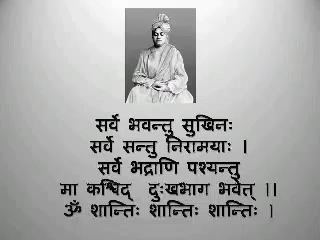 सर्वे भवन्तु सुखिनः
सर्वे सन्तु निरामयाः ।
सर्वे भद्राणि पश्यन्तु
मा कश्चिद् दुःखभाग भवेत् ।।
ॐ शान्तिः शान्तिः शान्तिः ।